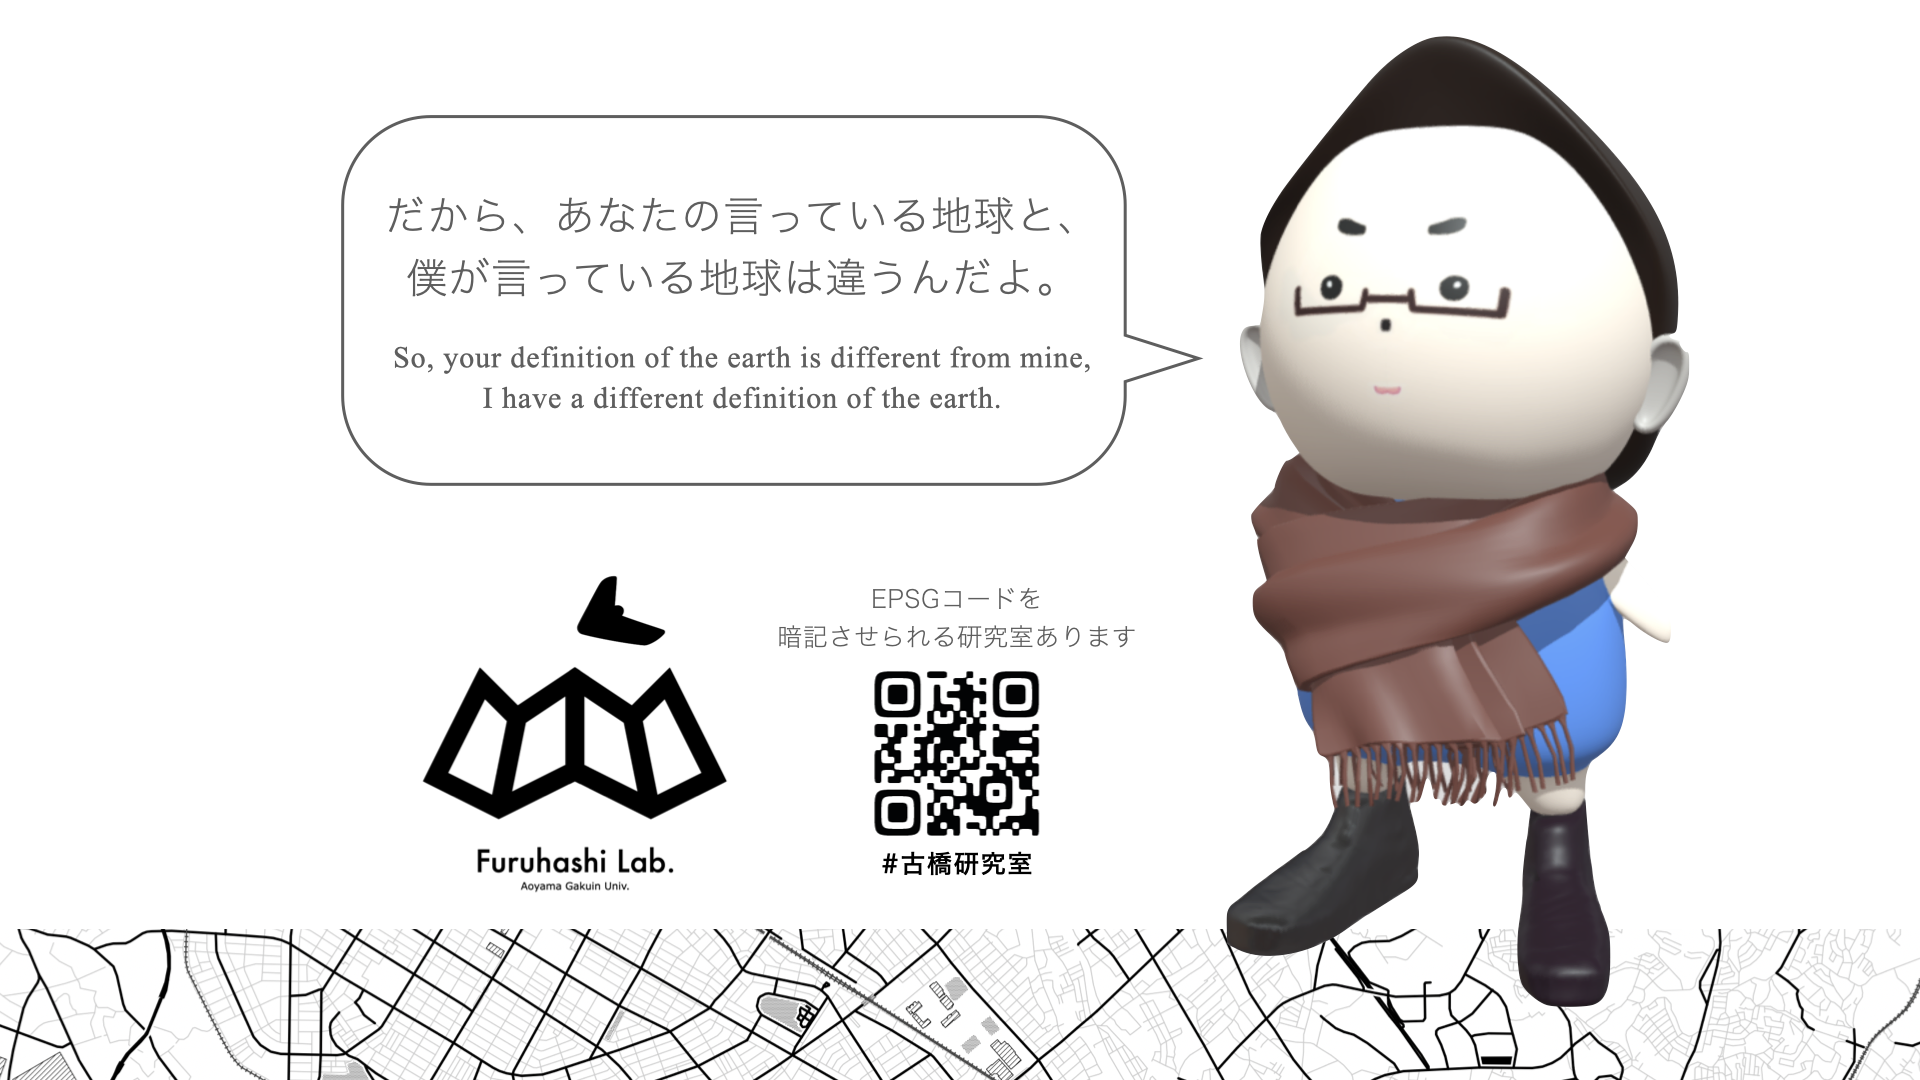 だから、あなたの言っている地球と、
僕が言っている地球は違うんだよ。
So, your definition of the earth is different from mine,
I have a different definition of the earth.
Furuhashi Lab.
Aoyama Gakuin Univ.
EPSGコードを
暗記させられる研究室あります
#古橋研究室